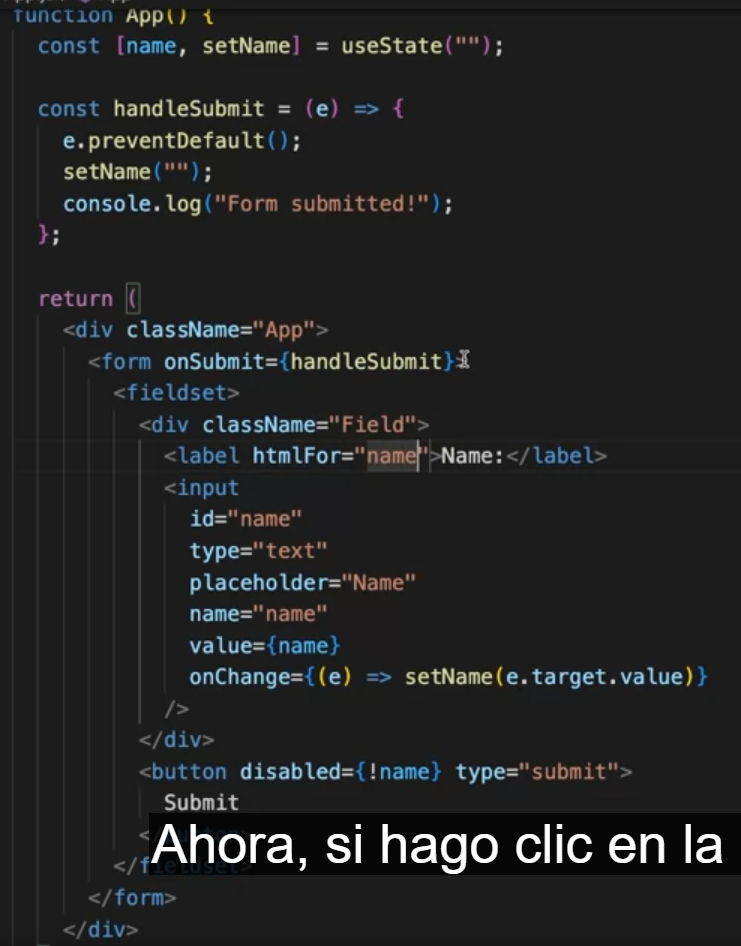 function App() {
const [name, setName] = useState("");
const handleSubmit = (e) => {
e.preventDefault();
setName("");
console.log("Form submitted!");
};
return (
<div className="App">
<form onSubmit={handleSubmit}
<fieldset>
<div className="Field">
<label htmlFor="name">Name:</label>
<input
id="name"
type="text"
placeholder="Name"
name="name"
value={name}
onChange={(e) => setName(e.target.value)}
/>
</div>
<button disabled={!name} type="submit">
Submit
Ahora, si hago clic en la
</fieldset>
</form>
</div>